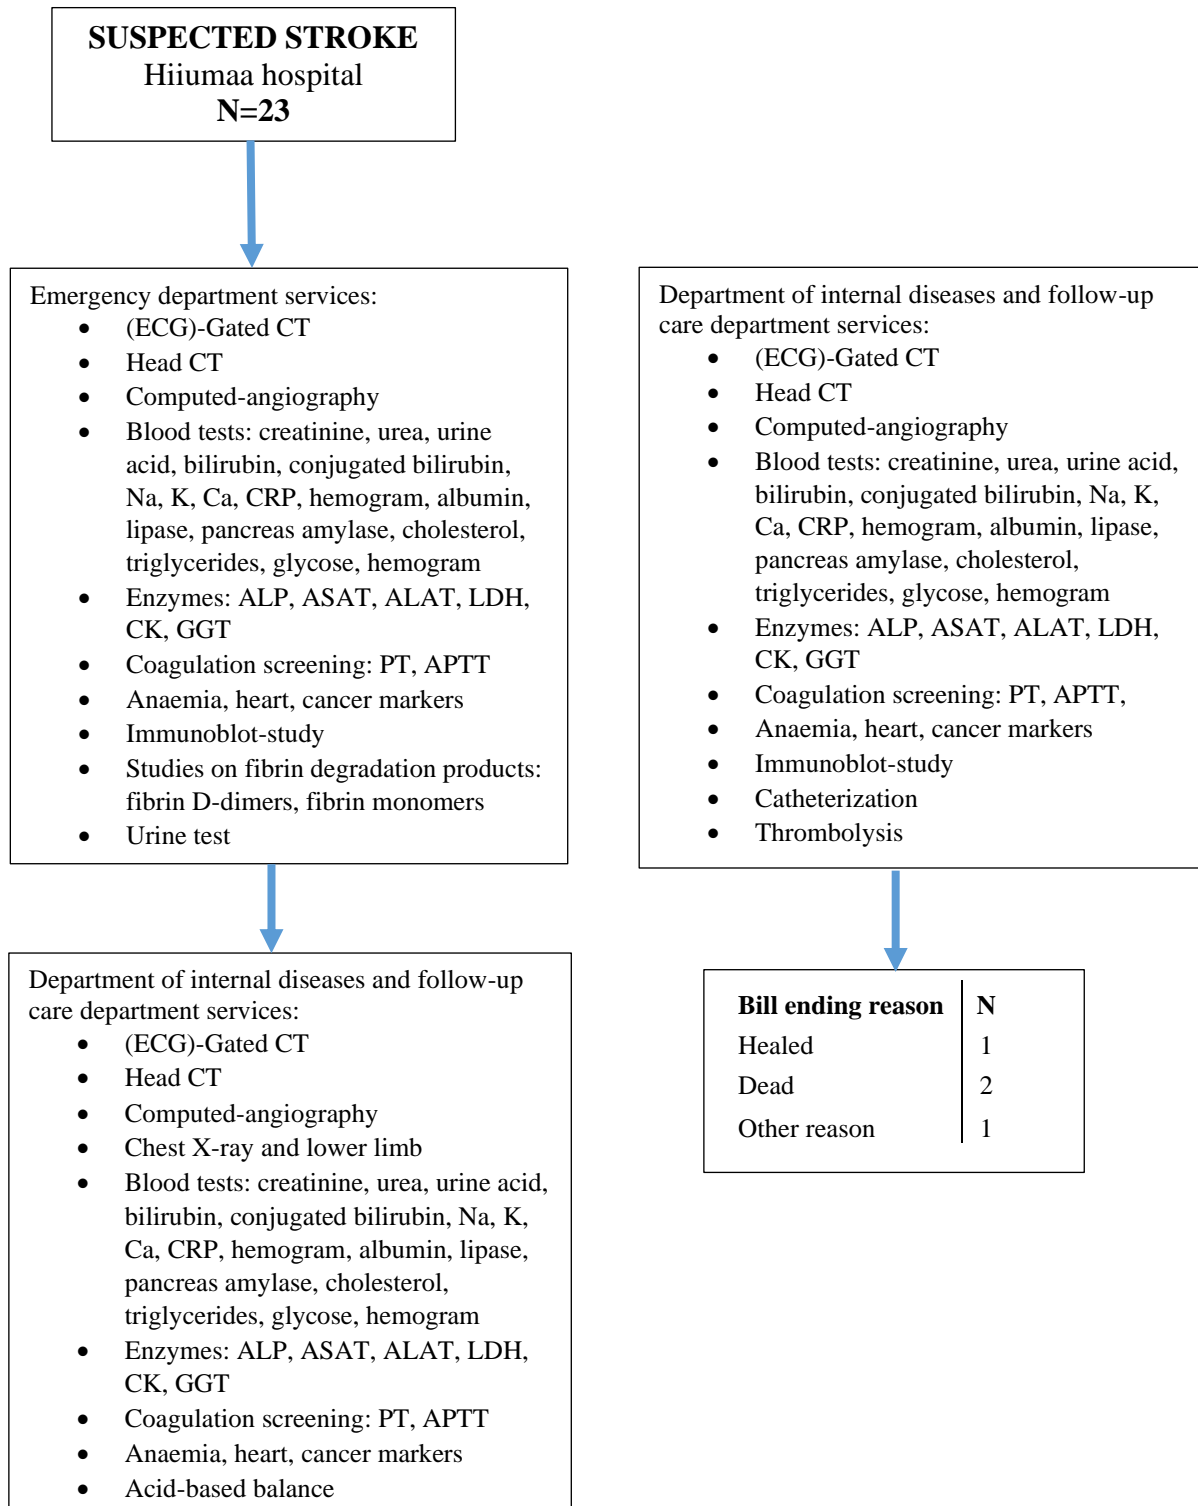 SUSPECTED STROKE
Hiiumaa hospital
N=23
Emergency department services:
• (ECG)-Gated CT
• Head CT
• Computed-angiography
• Blood tests: creatinine, urea, urine
acid, bilirubin, conjugated bilirubin,
Na, K, Ca, CRP, hemogram, albumin,
lipase, pancreas amylase, cholesterol,
triglycerides, glycose, hemogram
• Enzymes: ALP, ASAT, ALAT, LDH,
CK, GGT
• Coagulation screening: PT, APTT
• Anaemia, heart, cancer markers
• Immunoblot-study
• Studies on fibrin degradation products:
fibrin D-dimers, fibrin monomers
• Urine test
Department of internal diseases and follow-up
care department services:
• (ECG)-Gated CT
• Head CT
• Computed-angiography
• Chest X-ray and lower limb
• Blood tests: creatinine, urea, urine acid,
bilirubin, conjugated bilirubin, Na, K,
Ca, CRP, hemogram, albumin, lipase,
pancreas amylase, cholesterol,
triglycerides, glycose, hemogram
• Enzymes: ALP, ASAT, ALAT, LDH,
CK, GGT
• Coagulation screening: PT, APTT
• Anaemia, heart, cancer markers
• Acid-based balance
Department of internal diseases and follow-up
care department services:
• (ECG)-Gated CT
• Head CT
• Computed-angiography
• Blood tests: creatinine, urea, urine acid,
bilirubin, conjugated bilirubin, Na, K,
Ca, CRP, hemogram, albumin, lipase,
pancreas amylase, cholesterol,
triglycerides, glycose, hemogram
• Enzymes: ALP, ASAT, ALAT, LDH,
CK, GGT
• Coagulation screening: PT, APTT,
• Anaemia, heart, cancer markers
• Immunoblot-study
• Catheterization
• Thrombolysis
Bill ending reason N
Healed 1
Dead 2
Other reason 1